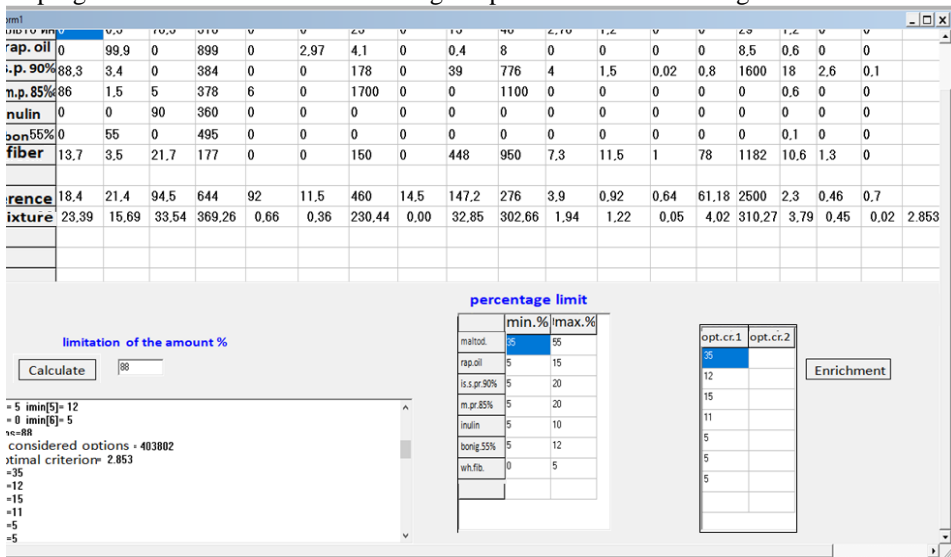 orm1
rap. oil 0 99,9 0 899 0 2,97 4,1 0 0,4 8 0 0 0 0 8,5 0,6 0 0
.s.p. 90% 88,3 3,4 0 384 0 0 178 0 39 776 4 1,5 0,02 0,8 1600 18 2,6 0,1
m.p. 85% 86 1,5 5 378 6 0 1700 0 0 1100 0 0 0 0 0 0,6 0 0
nulin 0 0 90 360 0 0 0 0 0 0 0 0 0 0 0 0 0 0
bon55% 0 55 0 495 0 0 0 0 0 0 0 0 0 0 0 0,1 0 0
fiber 13,7 3,5 21,7 177 0 0 150 0 448 950 7,3 11,5 1 78 1182 10,6 1,3 0
erence 18,4 21,4 94,5 644 92 11,5 460 14,5 147,2 276 3,9 0,92 0,64 61,18 2500 2,3 0,46 0,7
ixture 23,39 15,69 33,54 369,26 0,66 0,36 230,44 0,00 32,85 302,66 1,94 1,22 0,05 4,02 310,27 3,79 0,45 0,02 2.853
limitation of the amount %
Calculate 88
= 5 imin[5]= 12
= 0 imin[6]= 5
ns=88
considered options = 403802
ptimal criterion= 2.853
=35
=12
=15
=11
=5
=5
percentage limit
min.% max.%
maltod. 35 55
rap.oil 5 15
is.s.pr.90% 5 20
m.pr.85% 5 20
inulin 5 10
bonig.55% 5 12
wh.fib. 0 5
opt.cr.1 opt.cr.2
35
12
15
11
5
5
5
Enrichment